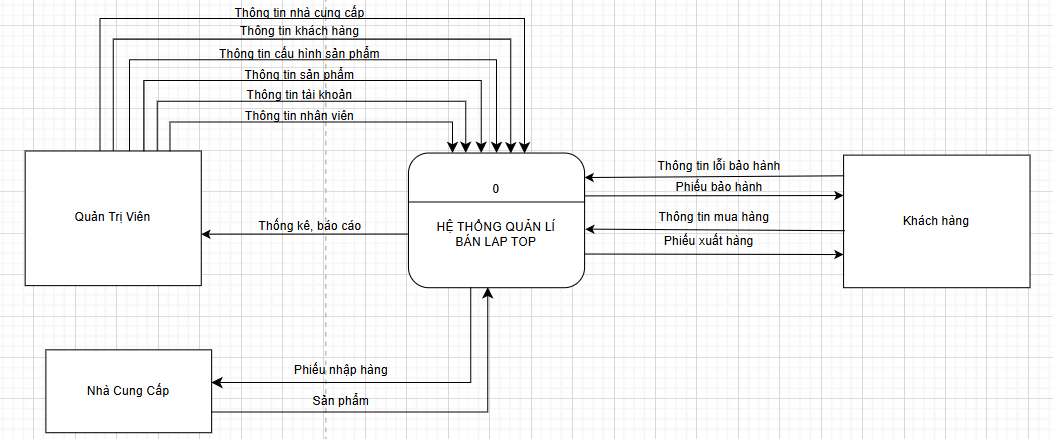 Thông tin nhà cung cấp
Thông tin khách hàng
Thông tin cấu hình sản phẩm
Thông tin sản phẩm
Thông tin tài khoản
Thông tin nhân viên
Quản Trị Viên
Thống kê, báo cáo
0
HỆ THỐNG QUẢN LÍ
BÁN LAP TOP
Thông tin lỗi bảo hành
Phiếu bảo hành
Thông tin mua hàng
Phiếu xuất hàng
Khách hàng
Nhà Cung Cấp
Phiếu nhập hàng
Sản phẩm